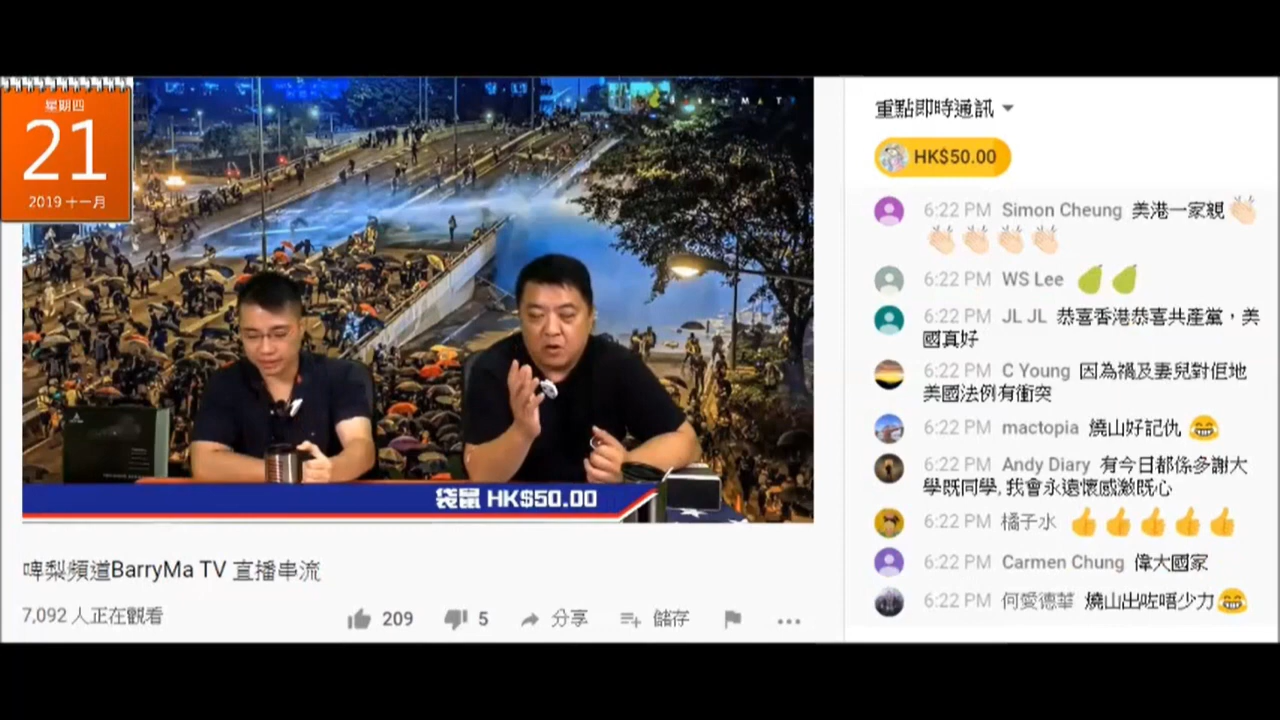 星期四
21
2019 十一月
BARRYMA TV
袋鼠 HK$50.00
啤梨頻道BarryMa TV 直播串流
7,092 人正在觀看
209
5
分享
儲存
重點即時通訊
HK$50.00
6:22 PM Simon Cheung 美港一家親👏🏻
👏🏻👏🏻👏🏻👏🏻
6:22 PM WS Lee 🍐🍐
6:22 PM JL JL 恭喜香港恭喜共產黨，美
國真好
6:22 PM C Young 因為禍及妻兒對佢地
美國法例有衝突
6:22 PM mactopia 燒山好記仇 😂
6:22 PM Andy Diary 有今日都係多謝大
學既同學, 我會永遠懷感激既心
6:22 PM 橘子水 👍👍👍👍👍
6:22 PM Carmen Chung 偉大國家
6:22 PM 何愛德華 燒山出咗唔少力😂